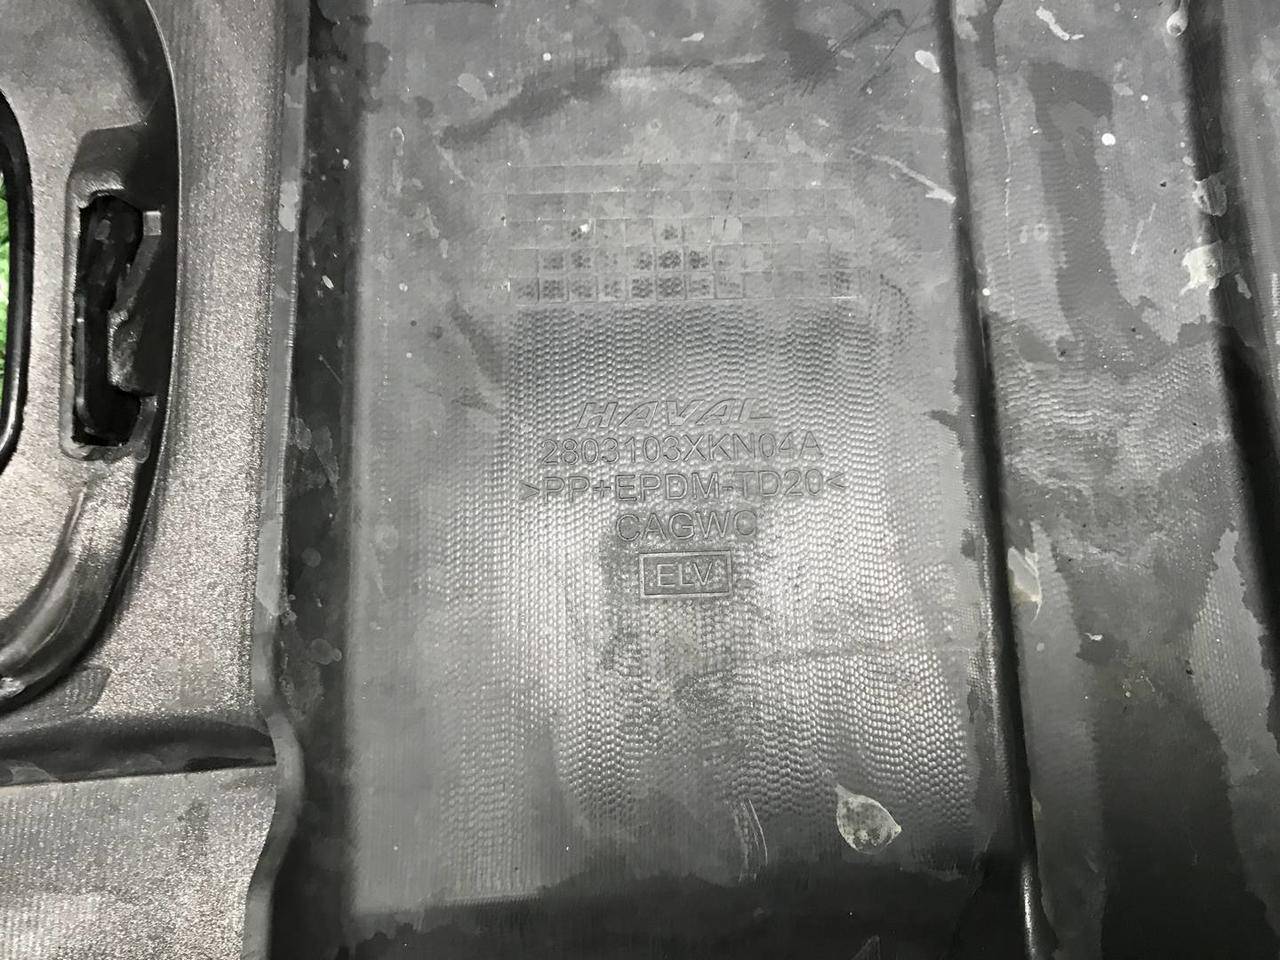 HAVAL
2803103XKN04A
>PP+EPDM-TD20<
CAGWC
ELV